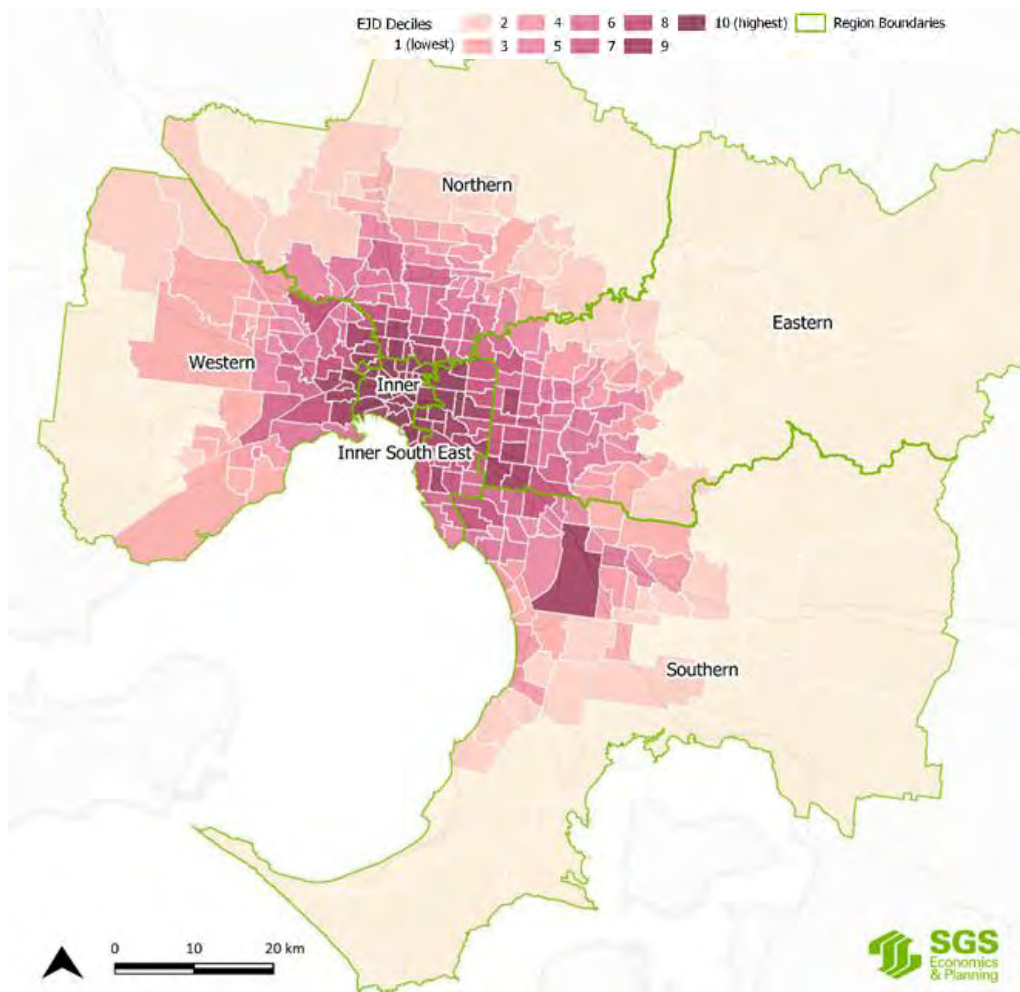 EJD Deciles 2 4 6 8 10 (highest) Region Boundaries
1 (lowest) 3 5 7 9
Northern
Eastern
Western
Inner
Inner South East
Southern
0 10 20 km
SGS
Economics
& Planning